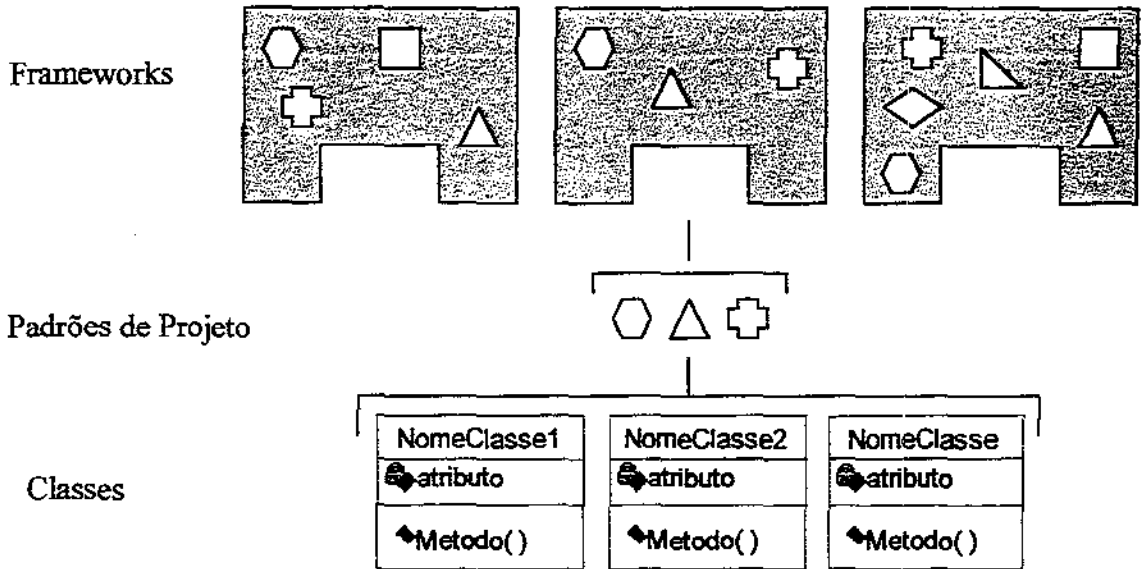 Frameworks
Padrões de Projeto
NomeClasse1
NomeClasse2
NomeClasse
atributo
atributo
atributo
Classes
Metodo( )
Metodo( )
Metodo( )